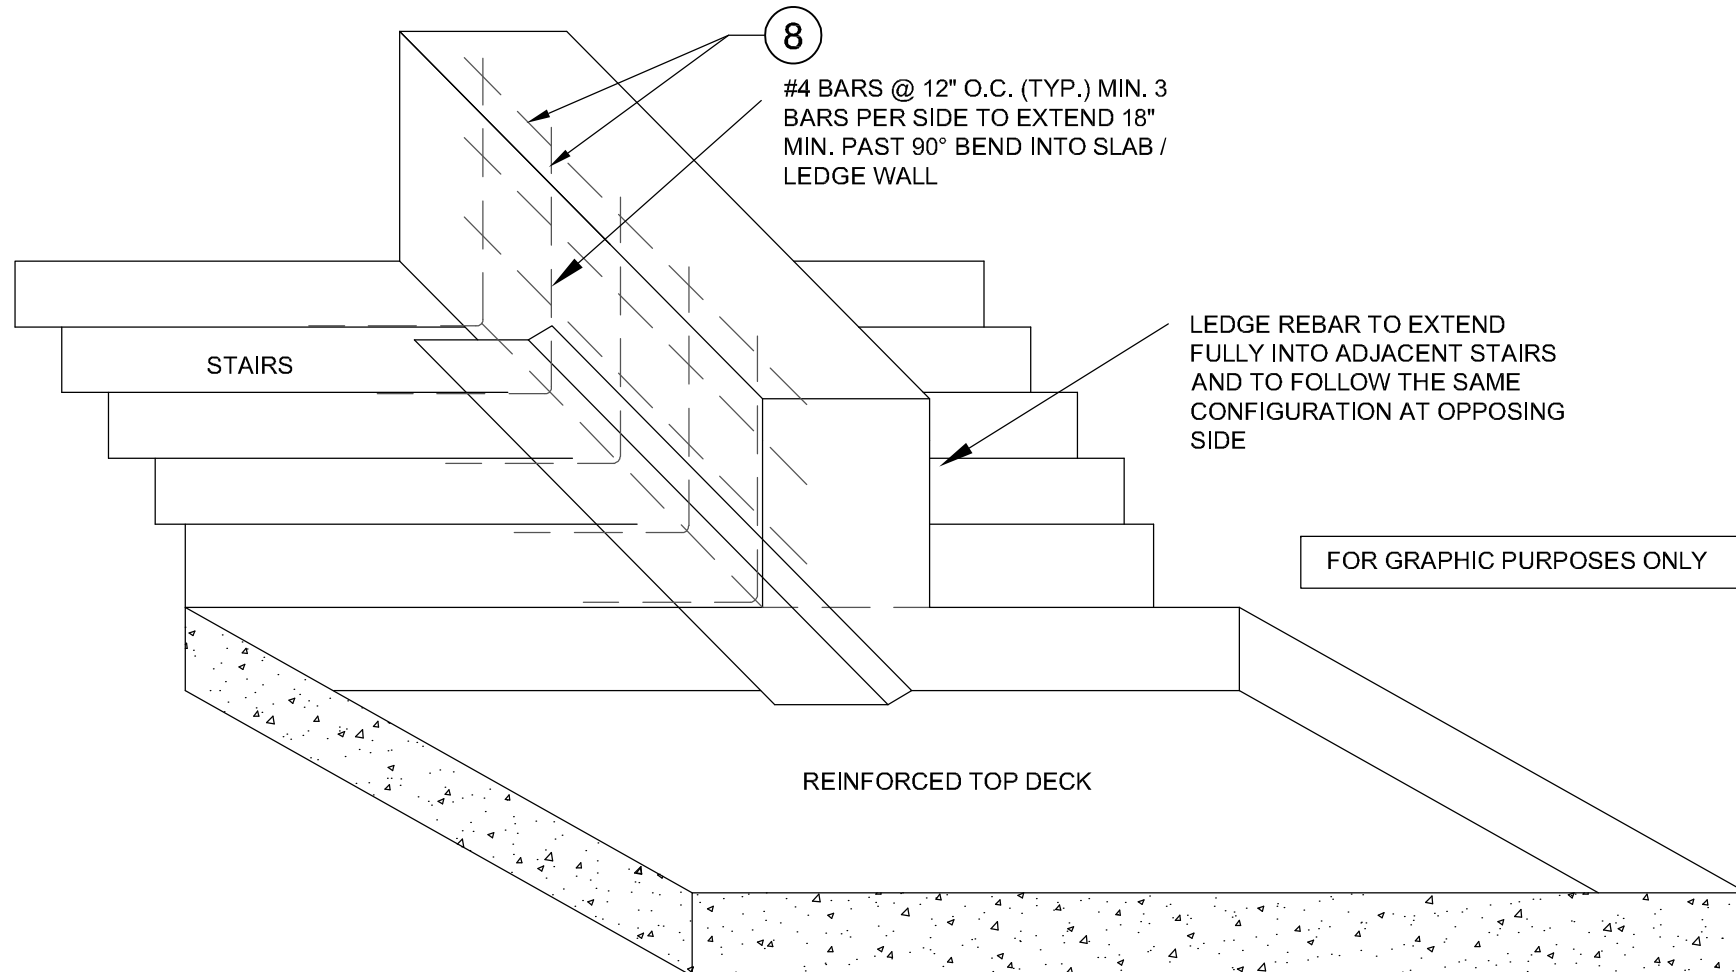 8
#4 BARS @ 12" O.C. (TYP.) MIN. 3
BARS PER SIDE TO EXTEND 18"
MIN. PAST 90° BEND INTO SLAB /
LEDGE WALL
LEDGE REBAR TO EXTEND
FULLY INTO ADJACENT STAIRS
AND TO FOLLOW THE SAME
CONFIGURATION AT OPPOSING
SIDE
STAIRS
FOR GRAPHIC PURPOSES ONLY
REINFORCED TOP DECK